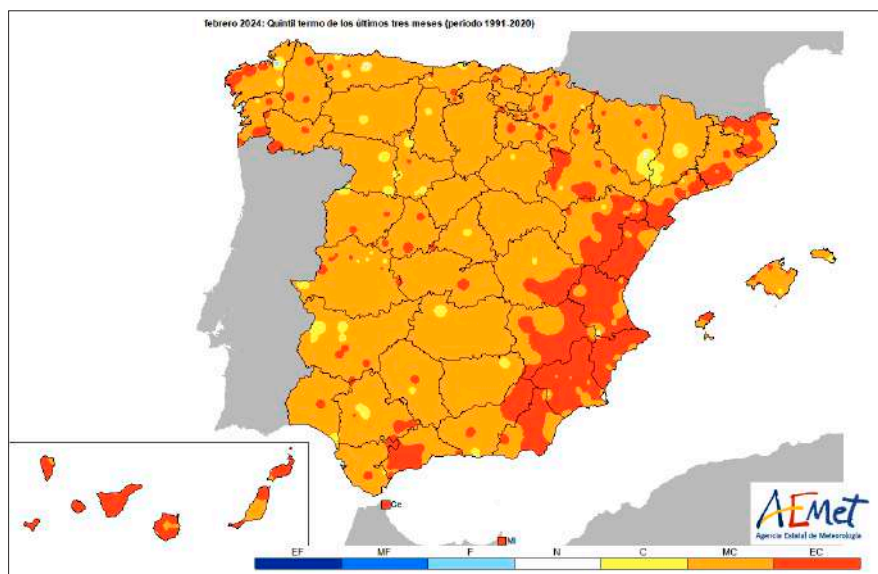 febrero 2024: Quintil termo de los últimos tres meses (periodo 1991-2020)
Ce
Ml
AEMet
Agencia Estatal de Meteorología
EF MF F N C MC EC